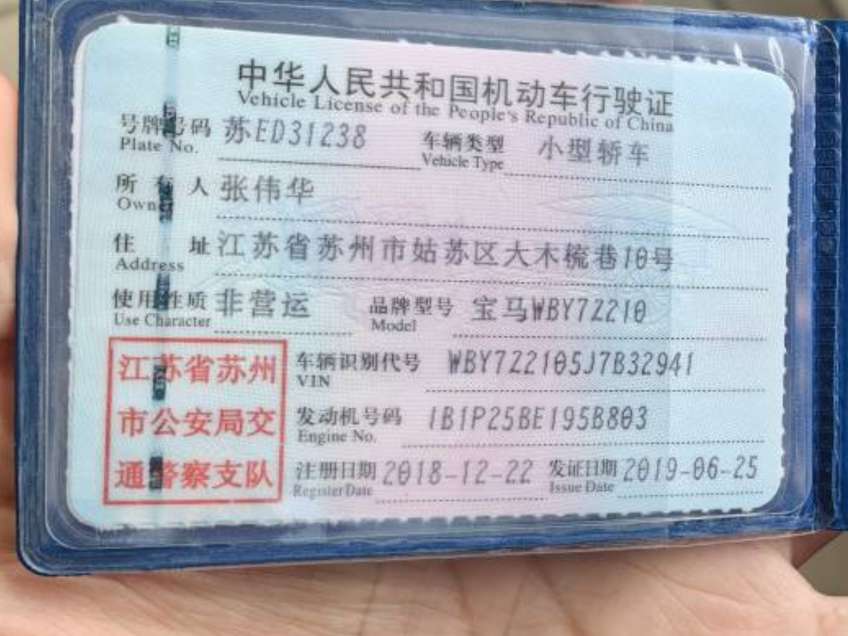 中华人民共和国机动车行驶证
Vehicle License of the People's Republic of China
号牌号码 苏ED31238 车辆类型 小型轿车
Plate No. Vehicle Type
所有人 张伟华
Owner
住址 江苏省苏州市姑苏区大木梳巷10号
Address
使用性质 非营运 品牌型号 宝马WBY7Z210
Use Character Model
江苏省苏州 车辆识别代号 WBY7Z2105J7B32941
VIN
市公安局交 发动机号码 1B1P25BE195B803
Engine No.
通警察支队 注册日期 2018-12-22 发证日期 2019-06-25
Register Date Issue Date